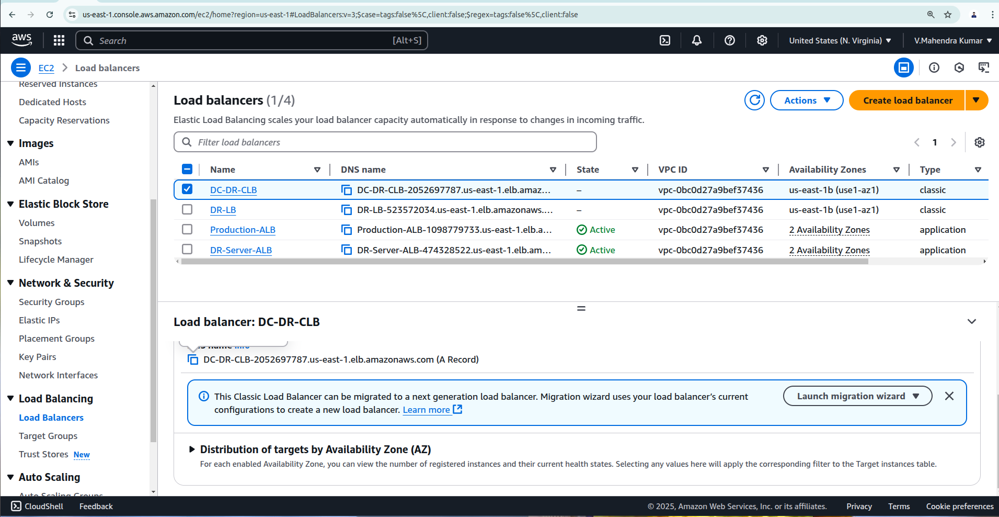 us-east-1.console.aws.amazon.com/ec2/home?region=us-east-1#LoadBalancers:v=3;$case=tags:false%5C,client:false;$regex=tags:false%5C,client:false
aws
Search
[Alt+S]
United States (N. Virginia)
V.Mahendra Kumar
EC2
Load balancers
Reserved Instances
Dedicated Hosts
Capacity Reservations
Images
AMIs
AMI Catalog
Elastic Block Store
Volumes
Snapshots
Lifecycle Manager
Network & Security
Security Groups
Elastic IPs
Placement Groups
Key Pairs
Network Interfaces
Load Balancing
Load Balancers
Target Groups
Trust Stores New
Auto Scaling
Auto Scaling Groups
Load balancers (1/4)
Actions
Create load balancer
Elastic Load Balancing scales your load balancer capacity automatically in response to changes in incoming traffic.
Filter load balancers
1
Name DNS name State VPC ID Availability Zones Type
DC-DR-CLB DC-DR-CLB-2052697787.us-east-1.elb.amaz... – vpc-0bc0d27a9bef37436 us-east-1b (use1-az1) classic
DR-LB DR-LB-523572034.us-east-1.elb.amazonaws.... – vpc-0bc0d27a9bef37436 us-east-1b (use1-az1) classic
Production-ALB Production-ALB-1098779733.us-east-1.elb.a... Active vpc-0bc0d27a9bef37436 2 Availability Zones application
DR-Server-ALB DR-Server-ALB-474328522.us-east-1.elb.am... Active vpc-0bc0d27a9bef37436 2 Availability Zones application
Load balancer: DC-DR-CLB
name Info
DC-DR-CLB-2052697787.us-east-1.elb.amazonaws.com (A Record)
This Classic Load Balancer can be migrated to a next generation load balancer. Migration wizard uses your load balancer's current
configurations to create a new load balancer. Learn more
Launch migration wizard
Distribution of targets by Availability Zone (AZ)
For each enabled Availability Zone, you can view the number of registered instances and their current health states. Selecting any values here will apply the corresponding filter to the Target instances table.
CloudShell
Feedback
© 2025, Amazon Web Services, Inc. or its affiliates.
Privacy
Terms
Cookie preferences